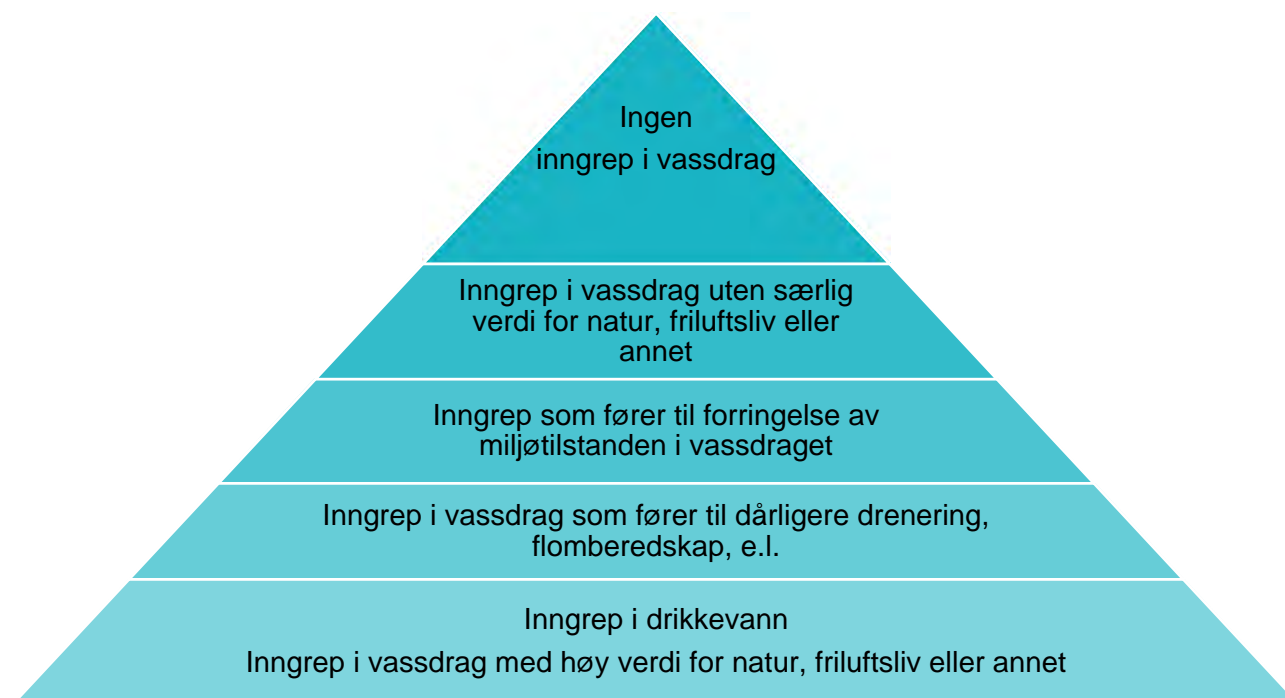 Ingen
inngrep i vassdrag
Inngrep i vassdrag uten særlig
verdi for natur, friluftsliv eller
annet
Inngrep som fører til forringelse av
miljøtilstanden i vassdraget
Inngrep i vassdrag som fører til dårligere drenering,
flomberedskap, e.l.
Inngrep i drikkevann
Inngrep i vassdrag med høy verdi for natur, friluftsliv eller annet